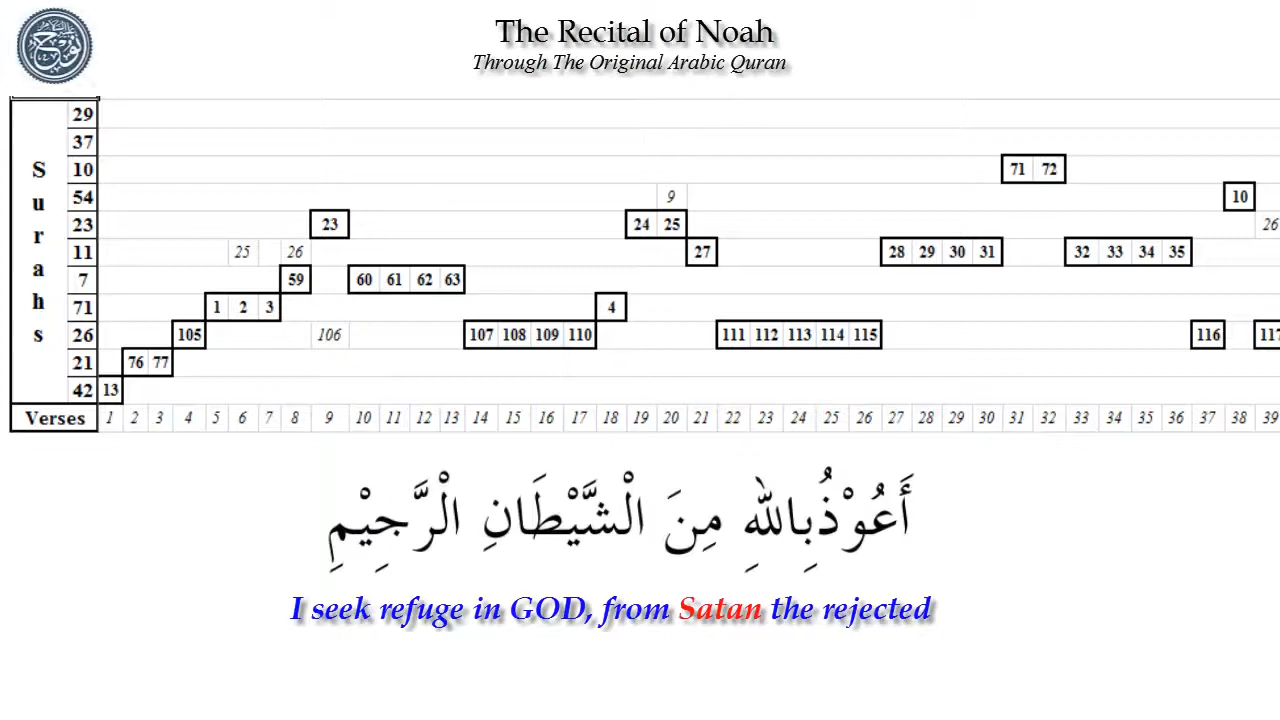 The Recital of Noah
Through The Original Arabic Quran
Surahs
29
37
10 71 72
54 9 10
23 23 24 25 26
11 25 26 27 28 29 30 31 32 33 34 35
7 59 60 61 62 63
71 1 2 3 4
26 105 106 107 108 109 110 111 112 113 114 115 116 117
21 76 77
42 13
Verses 1 2 3 4 5 6 7 8 9 10 11 12 13 14 15 16 17 18 19 20 21 22 23 24 25 26 27 28 29 30 31 32 33 34 35 36 37 38 39
أَعُوْذُبِاللهِ مِنَ الْشَّيْطَانِ الْرَّجِيْمِ
I seek refuge in GOD, from Satan the rejected